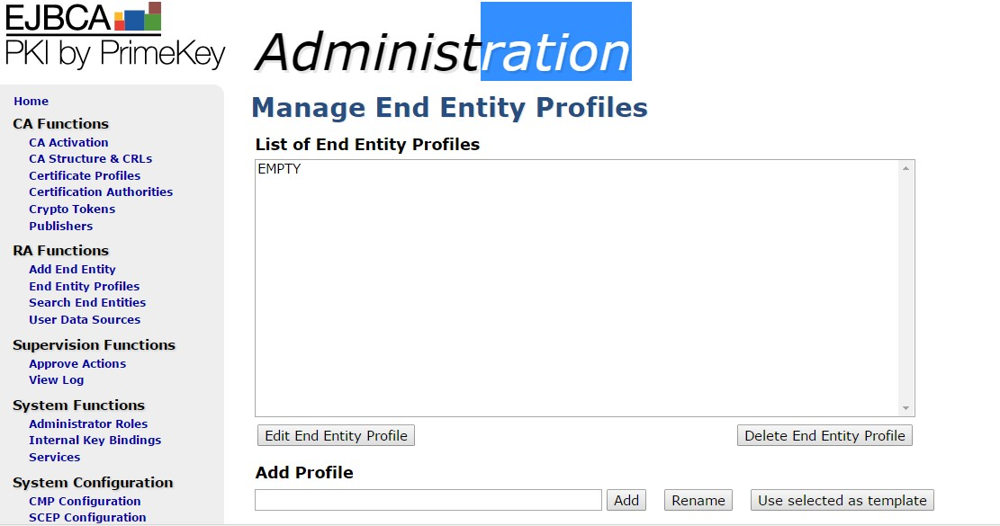 EJBCA
PKI by PrimeKey
Administration
Home
CA Functions
CA Activation
CA Structure & CRLs
Certificate Profiles
Certification Authorities
Crypto Tokens
Publishers
RA Functions
Add End Entity
End Entity Profiles
Search End Entities
User Data Sources
Supervision Functions
Approve Actions
View Log
System Functions
Administrator Roles
Internal Key Bindings
Services
System Configuration
CMP Configuration
SCEP Configuration
Manage End Entity Profiles
List of End Entity Profiles
EMPTY
Edit End Entity Profile
Delete End Entity Profile
Add Profile
Add
Rename
Use selected as template